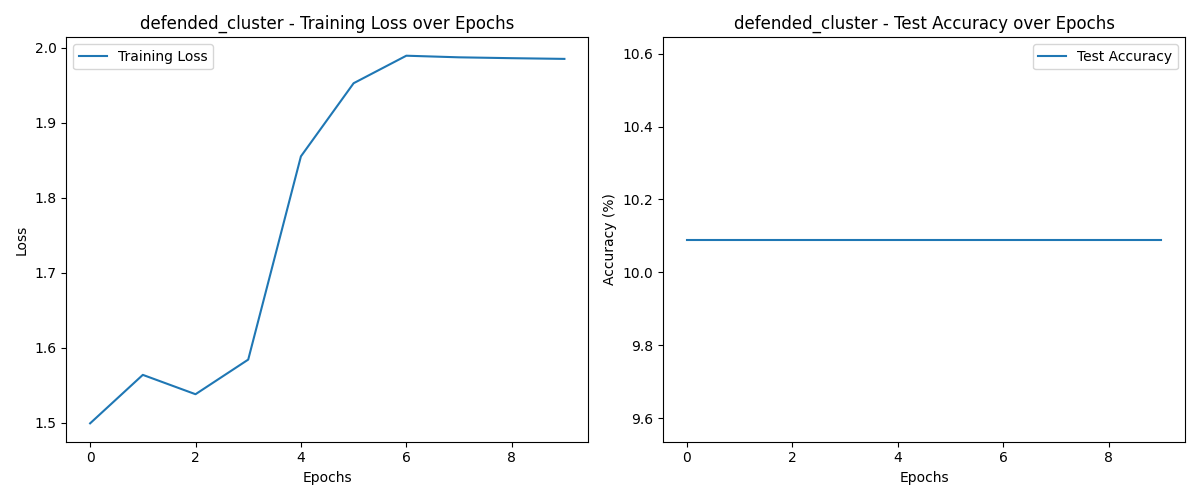 defended_cluster - Training Loss over Epochs
Training Loss
2.0
1.9
1.8
1.7
1.6
1.5
Loss
0 2 4 6 8
Epochs
defended_cluster - Test Accuracy over Epochs
Test Accuracy
10.6
10.4
10.2
10.0
9.8
9.6
Accuracy (%)
0 2 4 6 8
Epochs